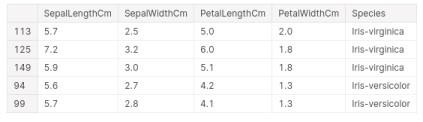 SepalLengthCm SepalWidthCm PetalLengthCm PetalWidthCm Species
113 5.7 2.5 5.0 2.0 Iris-virginica
125 7.2 3.2 6.0 1.8 Iris-virginica
149 5.9 3.0 5.1 1.8 Iris-virginica
94 5.6 2.7 4.2 1.3 Iris-versicolor
99 5.7 2.8 4.1 1.3 Iris-versicolor